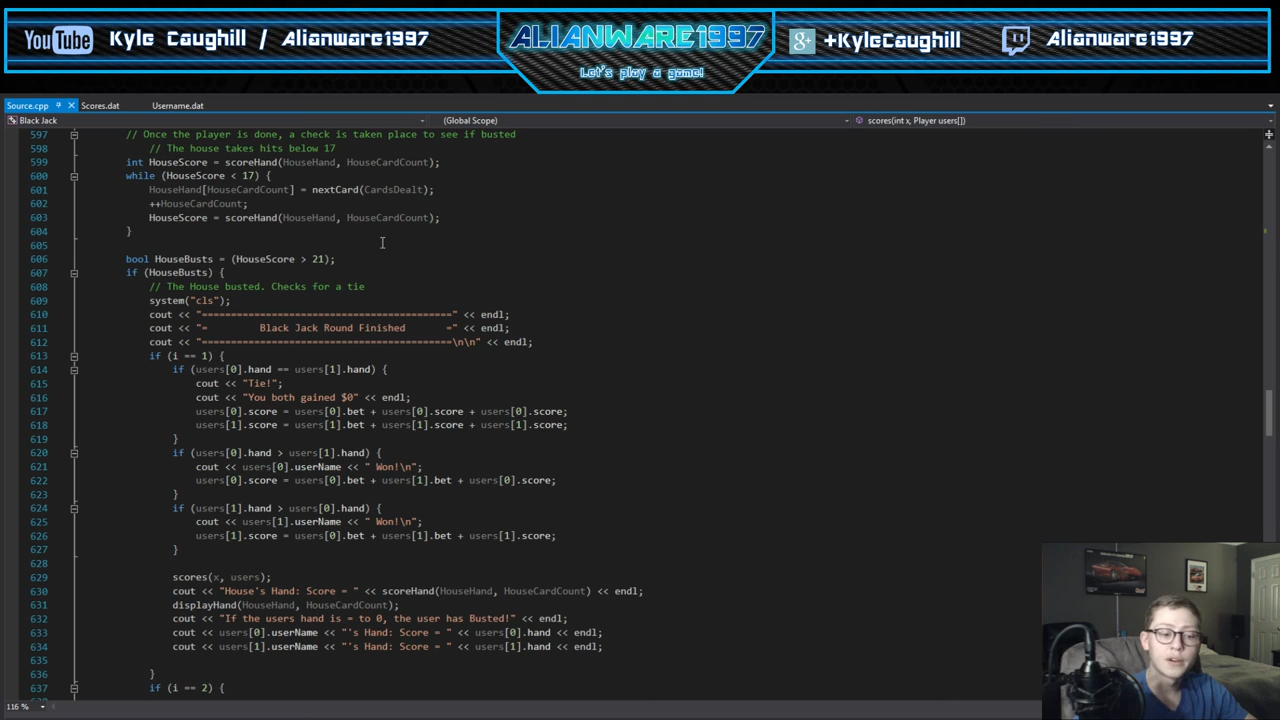 YouTube Kyle Caughill / Alianware1997
ALIANWARE1997
Let's play a game!
g+ +KyleCaughill
Alianware1997
Source.cpp Scores.dat Username.dat
Black Jack (Global Scope) scores(int x, Player users[])
597 // Once the player is done, a check is taken place to see if busted
598 // The house takes hits below 17
599 int HouseScore = scoreHand(HouseHand, HouseCardCount);
600 while (HouseScore < 17) {
601 HouseHand[HouseCardCount] = nextCard(CardsDealt);
602 ++HouseCardCount;
603 HouseScore = scoreHand(HouseHand, HouseCardCount);
604 }
605
606 bool HouseBusts = (HouseScore > 21);
607 if (HouseBusts) {
608 // The House busted. Checks for a tie
609 system("cls");
610 cout << "===========================================" << endl;
611 cout << "= Black Jack Round Finished =" << endl;
612 cout << "===========================================\n\n" << endl;
613 if (i == 1) {
614 if (users[0].hand == users[1].hand) {
615 cout << "Tie!";
616 cout << "You both gained $0" << endl;
617 users[0].score = users[0].bet + users[0].score + users[0].score;
618 users[1].score = users[1].bet + users[1].score + users[1].score;
619 }
620 if (users[0].hand > users[1].hand) {
621 cout << users[0].userName << " Won!\n";
622 users[0].score = users[0].bet + users[1].bet + users[0].score;
623 }
624 if (users[1].hand > users[0].hand) {
625 cout << users[1].userName << " Won!\n";
626 users[1].score = users[0].bet + users[1].bet + users[1].score;
627 }
628
629 scores(x, users);
630 cout << "House's Hand: Score = " << scoreHand(HouseHand, HouseCardCount) << endl;
631 displayHand(HouseHand, HouseCardCount);
632 cout << "If the users hand is = to 0, the user has Busted!" << endl;
633 cout << users[0].userName << "'s Hand: Score = " << users[0].hand << endl;
634 cout << users[1].userName << "'s Hand: Score = " << users[1].hand << endl;
635
636 }
637 if (i == 2) {
116 %